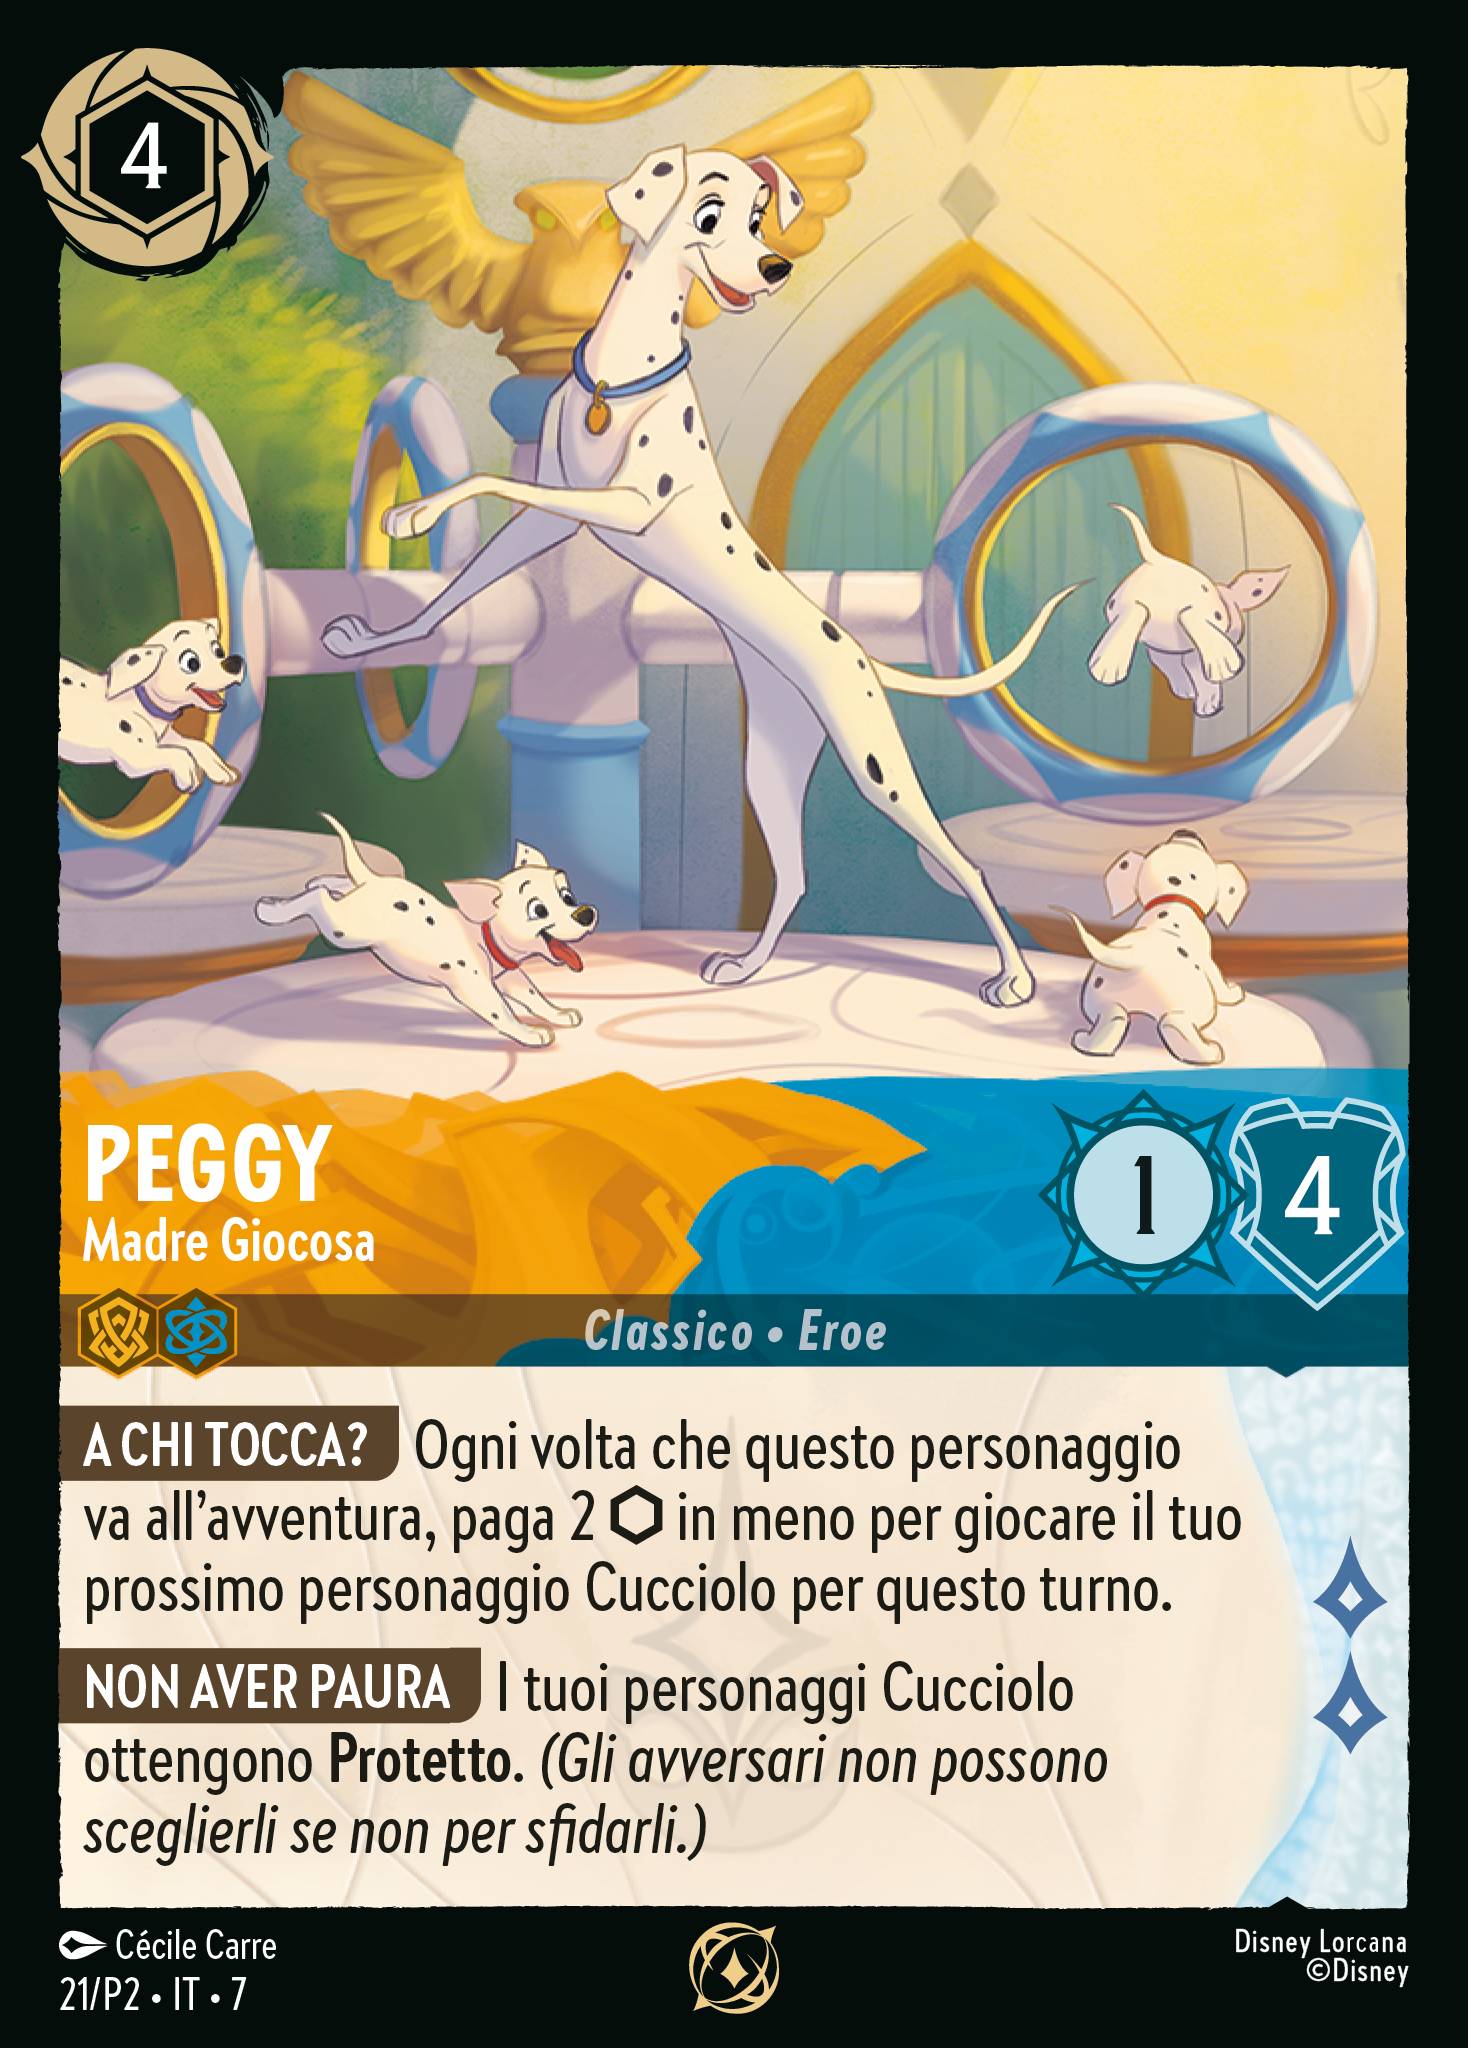 4
PEGGY
Madre Giocosa
1
4
Classico • Eroe
A CHI TOCCA? Ogni volta che questo personaggio
va all’avventura, paga 2 ⬡ in meno per giocare il tuo
prossimo personaggio Cucciolo per questo turno.
NON AVER PAURA I tuoi personaggi Cucciolo
ottengono Protetto. (Gli avversari non possono
sceglierli se non per sfidarli.)
Cécile Carre
21/P2 • IT • 7
Disney Lorcana
©Disney